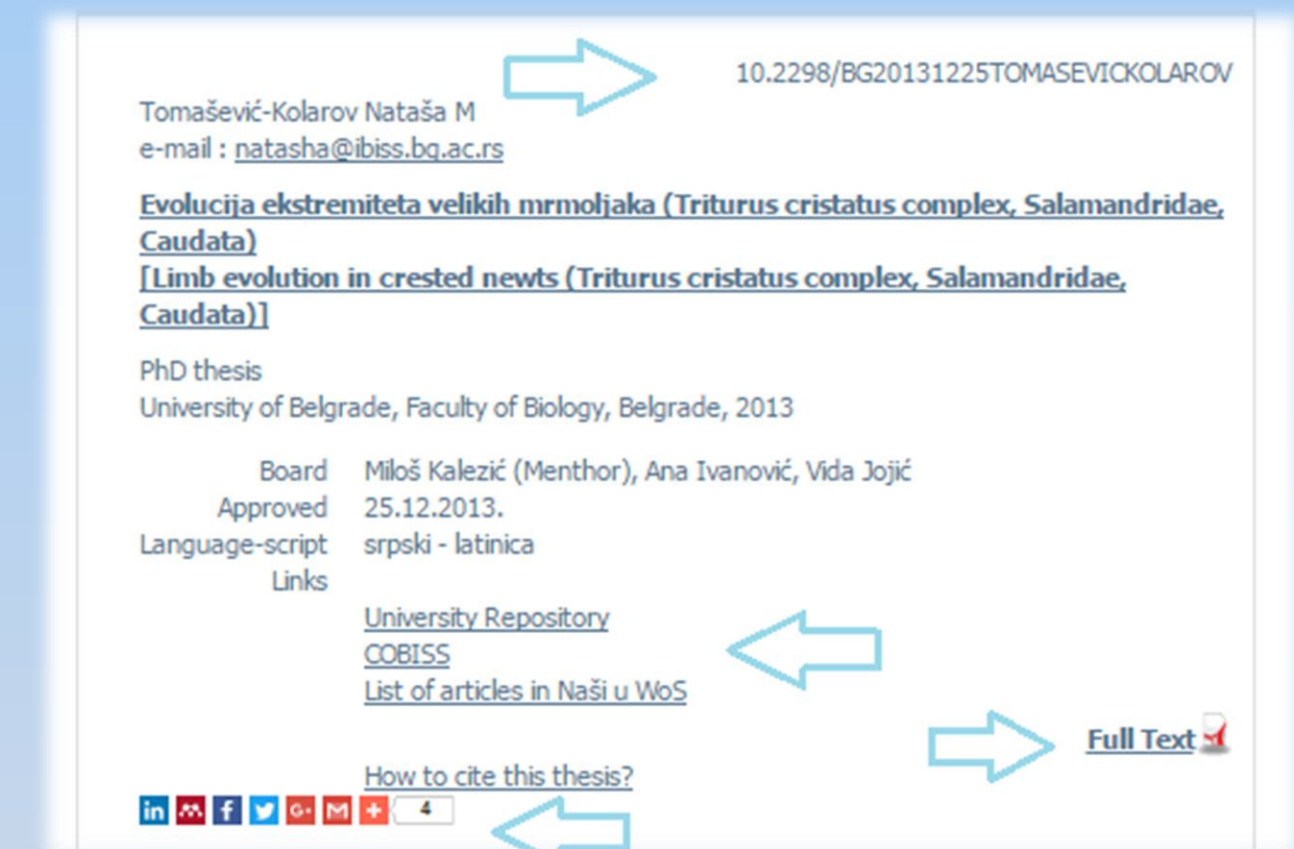 10.2298/BG20131225TOMASEVICKOLAROV
Tomašević-Kolarov Nataša M
e-mail : natasha@ibiss.bg.ac.rs
Evolucija ekstremiteta velikih mrmoljaka (Triturus cristatus complex, Salamandridae,
Caudata)
[Limb evolution in crested newts (Triturus cristatus complex, Salamandridae,
Caudata)]
PhD thesis
University of Belgrade, Faculty of Biology, Belgrade, 2013
Board Miloš Kalezić (Menthor), Ana Ivanović, Vida Jojić
Approved 25.12.2013.
Language-script srpski - latinica
Links
University Repository
COBISS
List of articles in Naši u WoS
Full Text
How to cite this thesis?
in f G+ M + 4